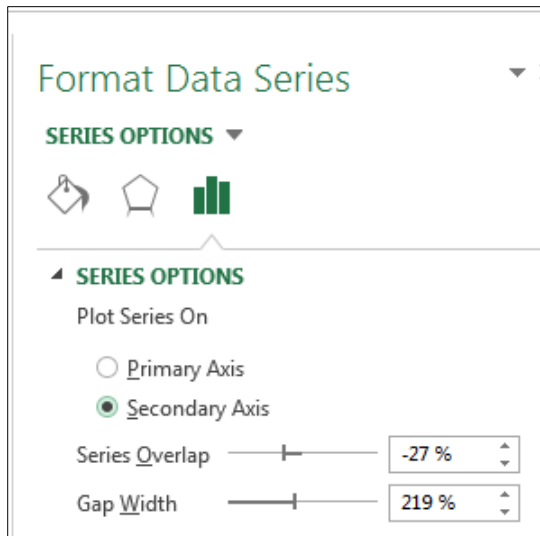 Format Data Series
SERIES OPTIONS
SERIES OPTIONS
Plot Series On
Primary Axis
Secondary Axis
Series Overlap -27 %
Gap Width 219 %